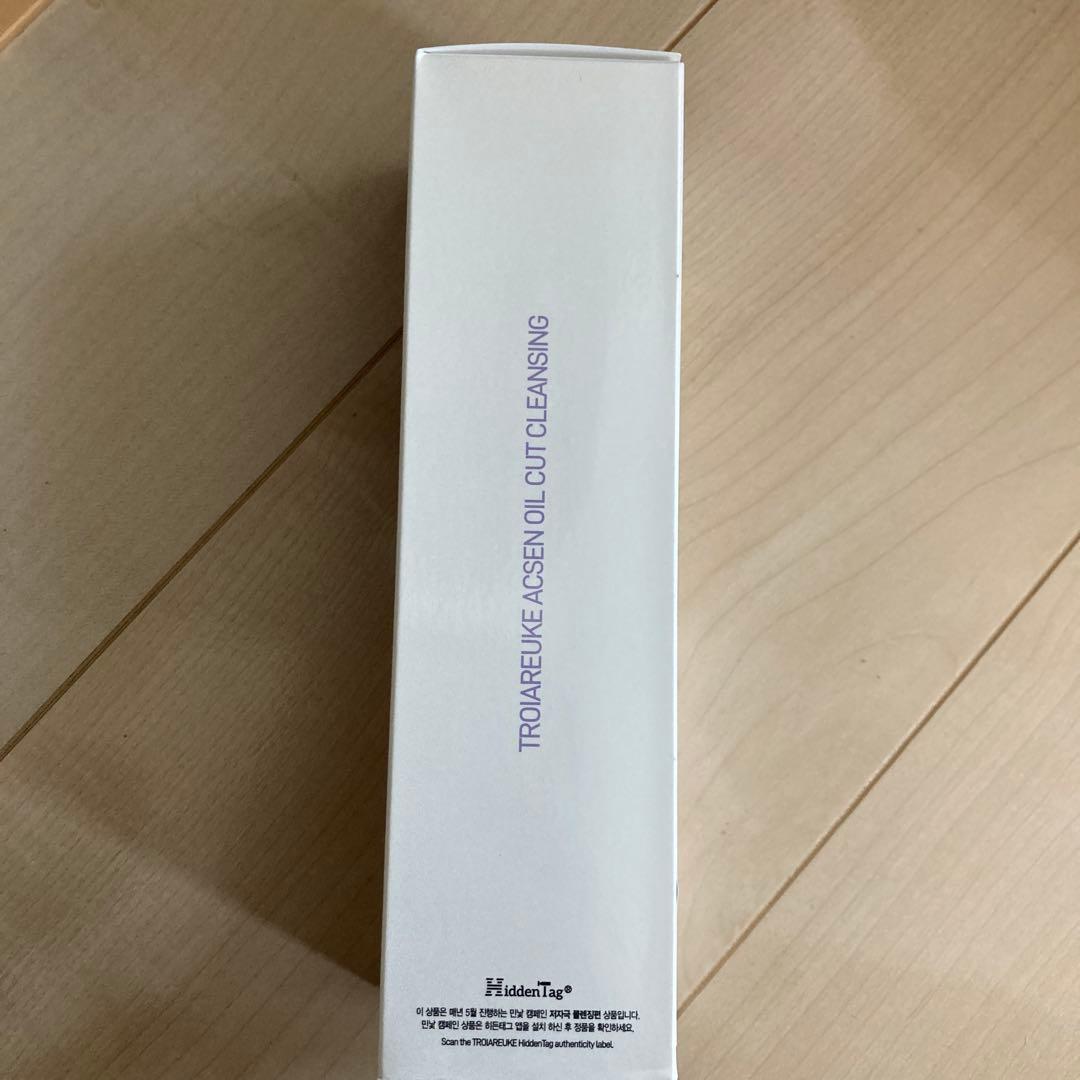 TROIAREUKE ACSEN OIL CUT CLEANSING
HiddenTag®
이 상품은 매년 5월 진행하는 민낯 캠페인 저자극 클렌징편 상품입니다.
민낯 캠페인 상품은 히든태그 앱을 설치 하신 후 정품을 확인하세요.
Scan the TROIAREUKE HiddenTag authenticity label.